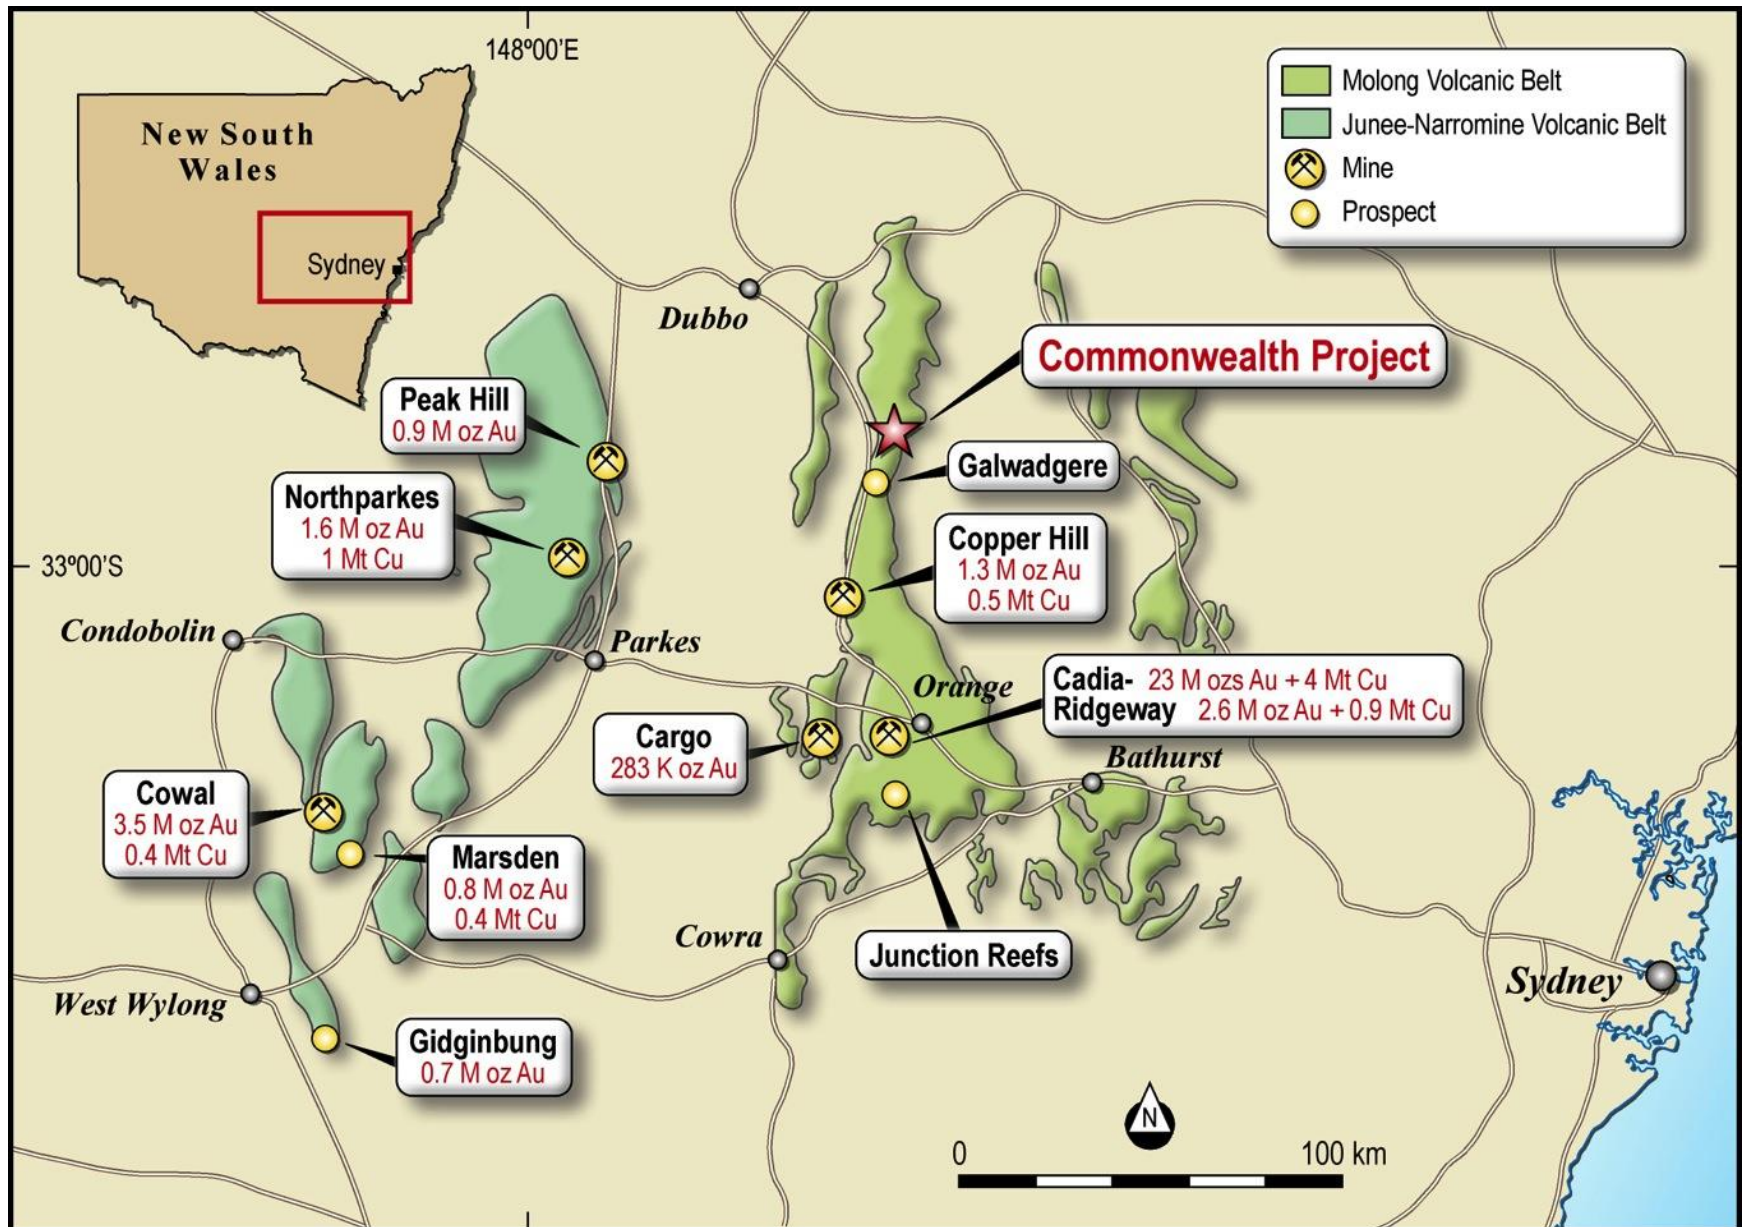 148º00'E
New South
Wales
Sydney
Molong Volcanic Belt
Junee-Narromine Volcanic Belt
Mine
Prospect
Dubbo
Commonwealth Project
Peak Hill
0.9 M oz Au
Galwadgere
Northparkes
1.6 M oz Au
1 Mt Cu
Copper Hill
1.3 M oz Au
0.5 Mt Cu
33º00'S
Condobolin
Parkes
Orange
Cadia- 23 M ozs Au + 4 Mt Cu
Ridgeway 2.6 M oz Au + 0.9 Mt Cu
Cargo
283 K oz Au
Bathurst
Cowal
3.5 M oz Au
0.4 Mt Cu
Marsden
0.8 M oz Au
0.4 Mt Cu
Cowra
Junction Reefs
Sydney
West Wylong
Gidginbung
0.7 M oz Au
N
0 100 km